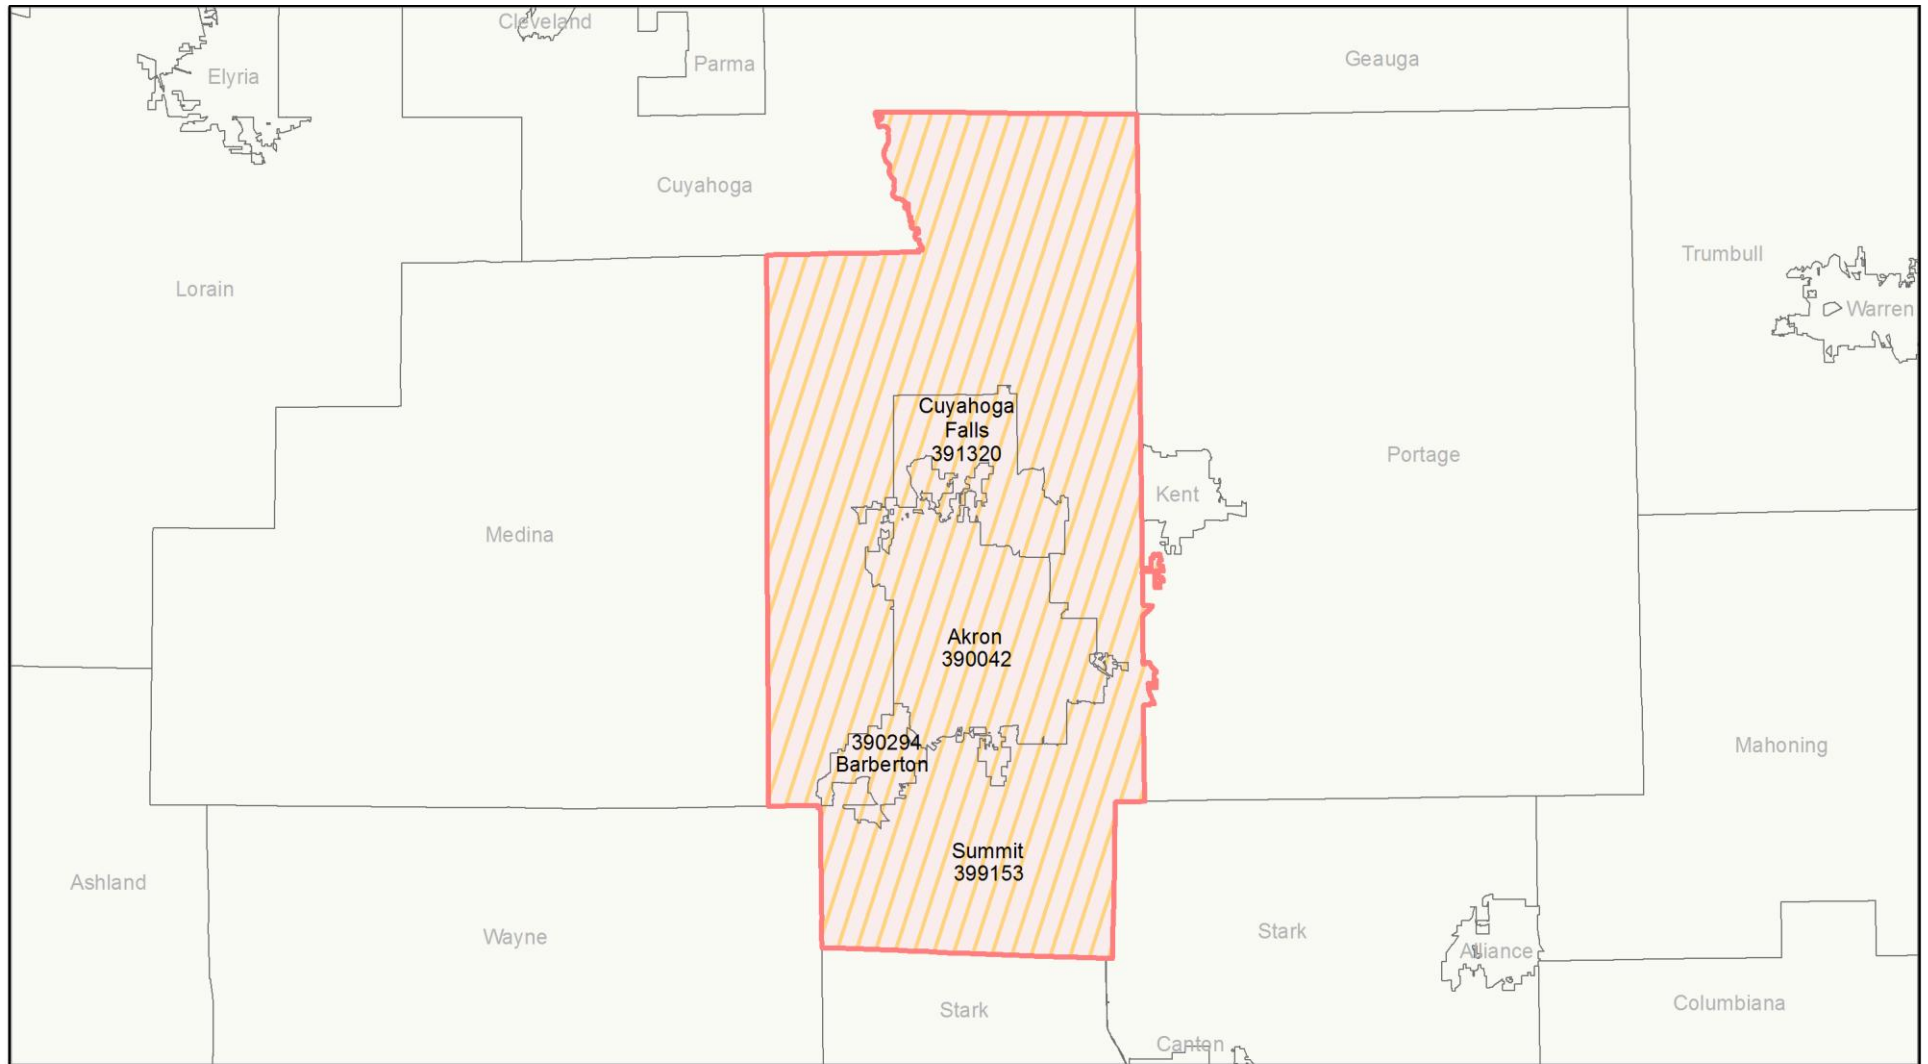 Cleveland
Geauga
Parma
Elyria
Cuyahoga
Trumbull
Lorain
Warren
Cuyahoga
Falls
391320
Portage
Kent
Medina
Akron
390042
390294
Barberton
Mahoning
Summit
399153
Ashland
Wayne
Stark
Alliance
Columbiana
Stark
Canton